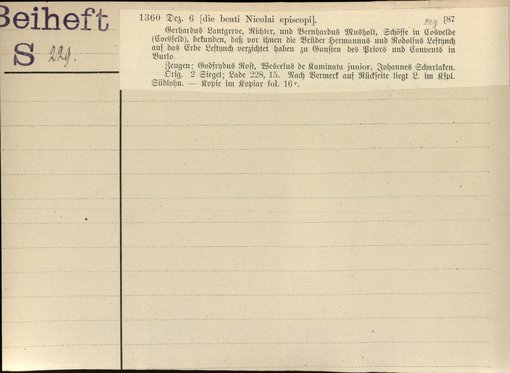 Beiheft
S 229.
1360 Dez. 6 [die beati Nicolai episcopi]. 229 [87
Gerhardus Lantgreve, Richter, und Bernhardus Musholt, Schöffe in Cosvelde
(Coesfeld), bekunden, daß vor ihnen die Brüder Hermannus und Rodolfus Leftynch
auf das Erbe Leftynch verzichtet haben zu Gunsten des Priors und Convents in
Burlo.
Zeugen: Godfrydus Rost, Wescelus de Kaminata junior, Johannes Scharlaken.
Orig. 2 Siegel; Lade 228, 15. Nach Vermerk auf Rückseite liegt L. im Kspl.
Südlohn. — Kopie im Kopiar fol. 16v.